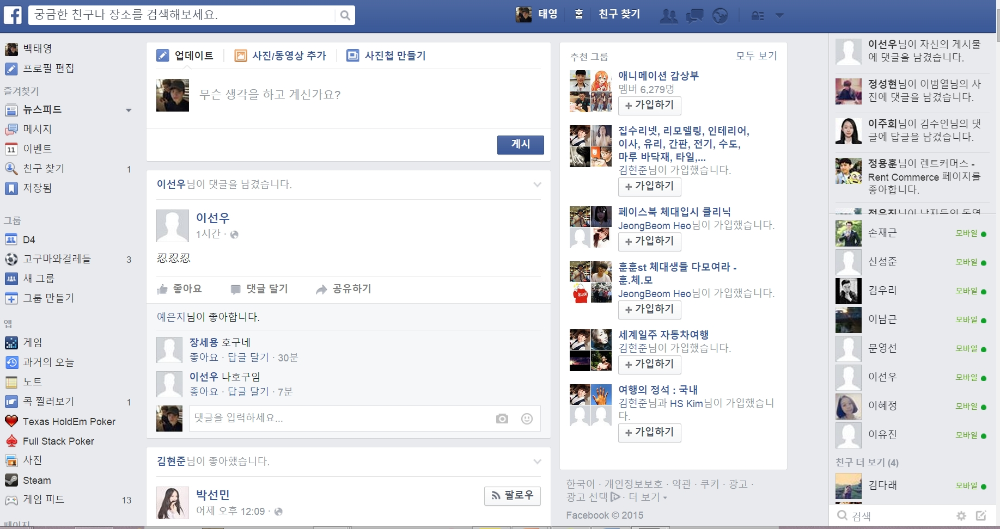 f
궁금한 친구나 장소를 검색해보세요.
태영 홈 친구 찾기
백태영
프로필 편집
즐겨찾기
뉴스피드
메시지
11 이벤트
친구 찾기 1
저장됨
그룹
D4
고구마와걸레들 3
새 그룹
그룹 만들기
앱
게임
과거의 오늘
노트
콕 찔러보기 1
Texas HoldEm Poker
Full Stack Poker
사진
Steam
게임 피드 13
페이지
업데이트 사진/동영상 추가 사진첩 만들기
무슨 생각을 하고 계신가요?
게시
이선우님이 댓글을 남겼습니다.
이선우
1시간 ·
忍忍忍
좋아요 댓글 달기 공유하기
예은지님이 좋아합니다.
장세용 호구네
좋아요 · 답글 달기 · 30분
이선우 나호구임
좋아요 · 답글 달기 · 7분
댓글을 입력하세요...
김현준님이 좋아했습니다.
박선민
어제 오후 12:09 ·
팔로우
추천 그룹 모두 보기
애니메이션 감상부
멤버 6,279명
+ 가입하기
집수리넷, 리모델링, 인테리어,
이사, 유리, 간판, 전기, 수도,
마루 바닥재, 타일,...
김현준님이 가입했습니다.
+ 가입하기
페이스북 체대입시 클리닉
JeongBeom Heo님이 가입했습니다.
+ 가입하기
훈훈st 체대생들 다모여라 -
훈.체.모
JeongBeom Heo님이 가입했습니다.
+ 가입하기
세계일주 자동차여행
김현준님이 가입했습니다.
+ 가입하기
여행의 정석 : 국내
김현준님과 HS Kim님이 가입했습니
다.
+ 가입하기
한국어 · 개인정보보호 · 약관 · 쿠키 · 광고 ·
광고 선택 · 더 보기
Facebook © 2015
이선우님이 자신의 게시물
에 댓글을 남겼습니다.
정성현님이 이범열님의 사
진에 댓글을 남겼습니다.
이주희님이 김수인님의 댓
글에 답글을 남겼습니다.
정용훈님이 렌트커머스 -
Rent Commerce 페이지를
좋아합니다.
손재근 모바일
신성준 모바일
김우리 모바일
이남근 모바일
문영선 모바일
이선우 모바일
이혜정 모바일
이유진 모바일
친구 더 보기 (4)
김다래 모바일
검색